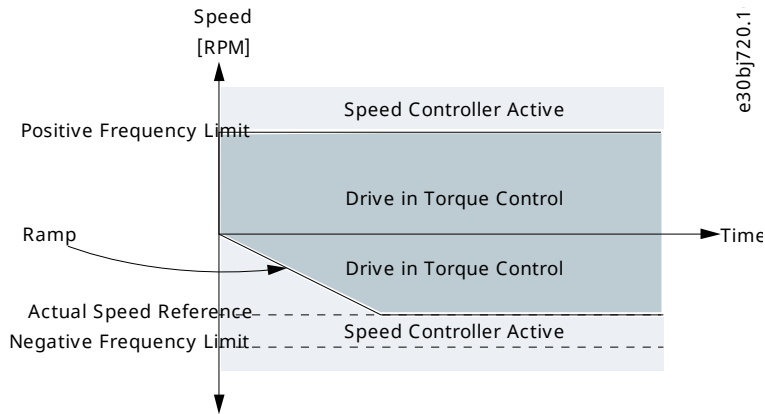 Speed
[RPM]
e30bj720.1
Speed Controller Active
Positive Frequency Limit
Drive in Torque Control
Ramp
Time
Drive in Torque Control
Actual Speed Reference
Speed Controller Active
Negative Frequency Limit